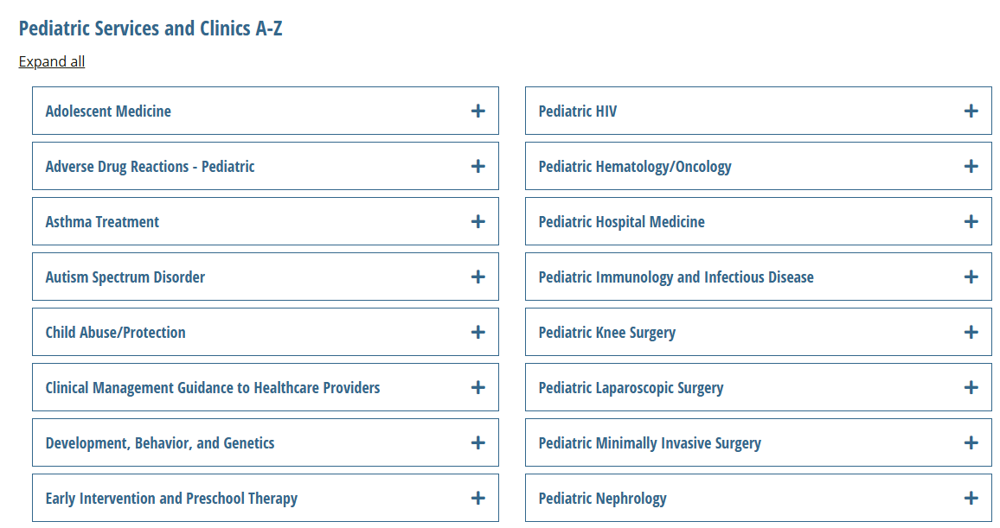 Pediatric Services and Clinics A-Z
Expand all
Adolescent Medicine
Adverse Drug Reactions - Pediatric
Asthma Treatment
Autism Spectrum Disorder
Child Abuse/Protection
Clinical Management Guidance to Healthcare Providers
Development, Behavior, and Genetics
Early Intervention and Preschool Therapy
Pediatric HIV
Pediatric Hematology/Oncology
Pediatric Hospital Medicine
Pediatric Immunology and Infectious Disease
Pediatric Knee Surgery
Pediatric Laparoscopic Surgery
Pediatric Minimally Invasive Surgery
Pediatric Nephrology